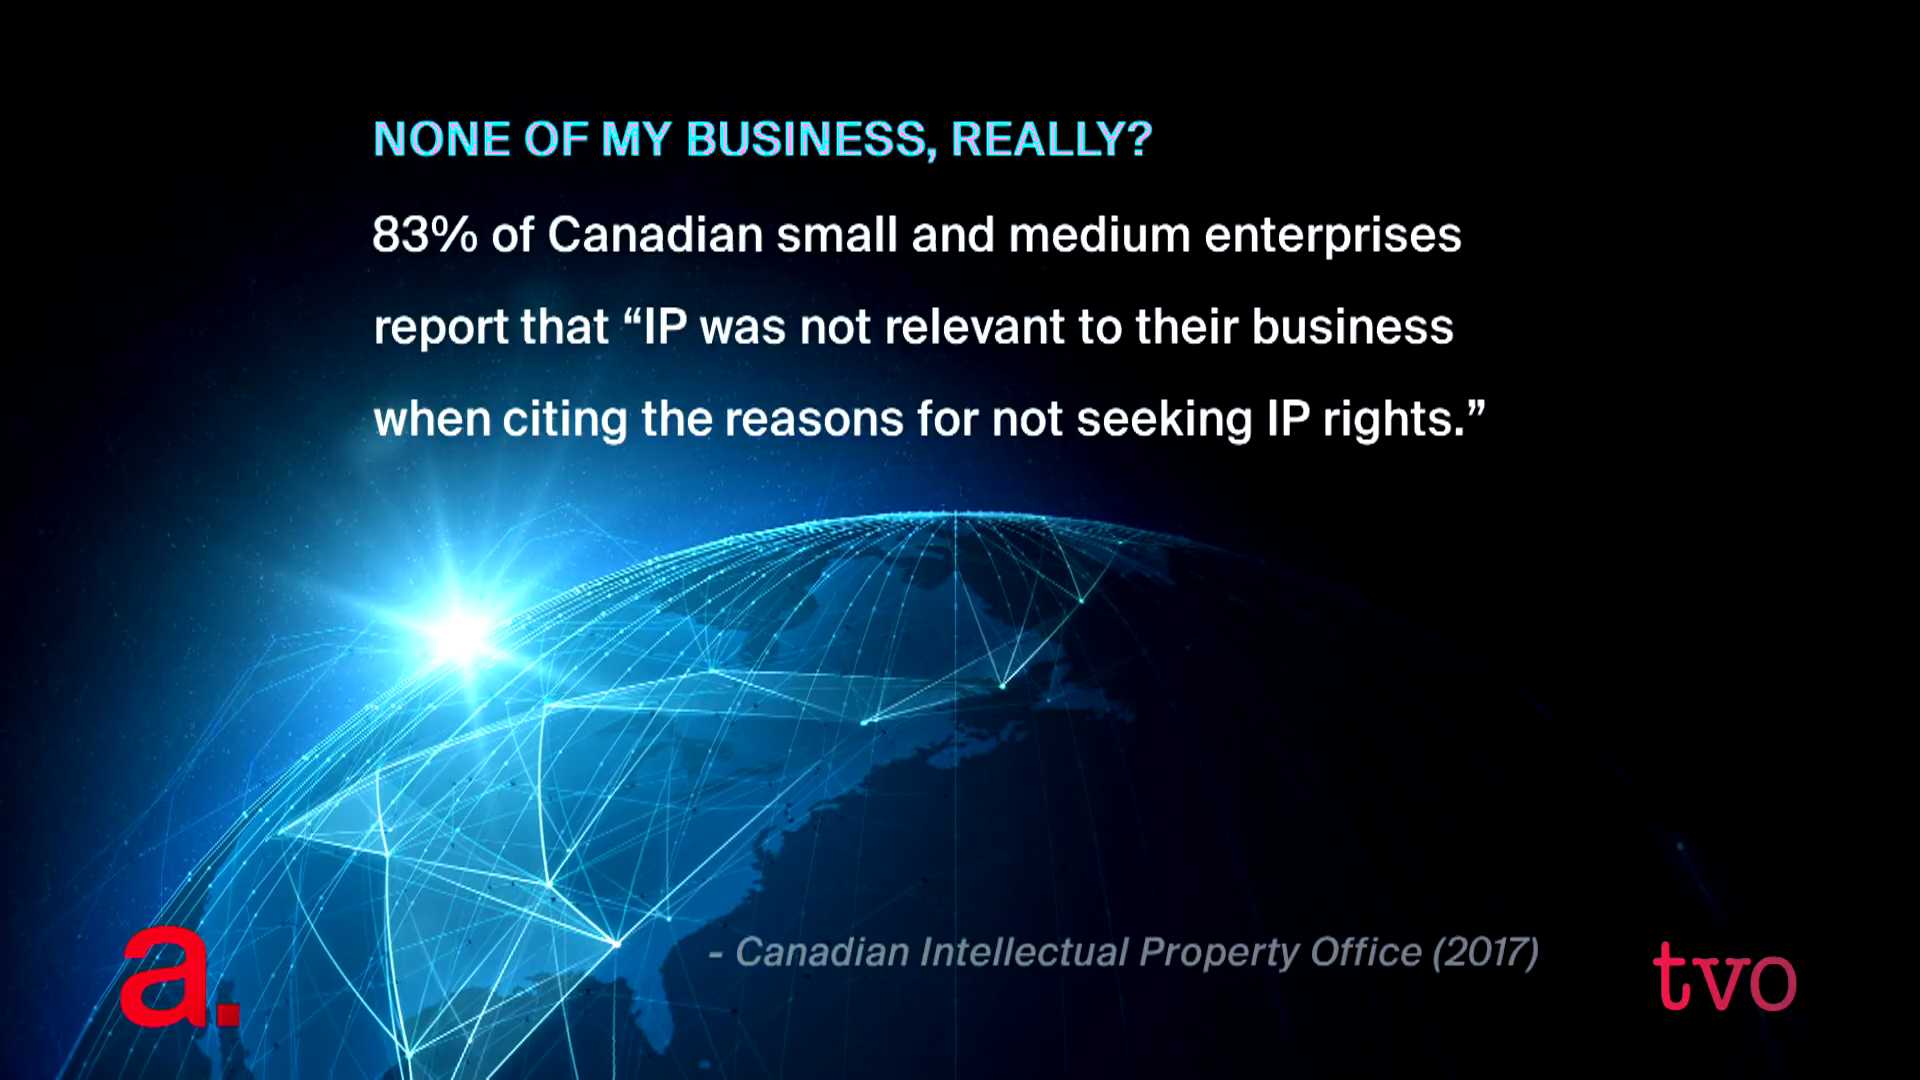 NONE OF MY BUSINESS, REALLY?
83% of Canadian small and medium enterprises
report that “IP was not relevant to their business
when citing the reasons for not seeking IP rights.”
- Canadian Intellectual Property Office (2017)
a.
tvo